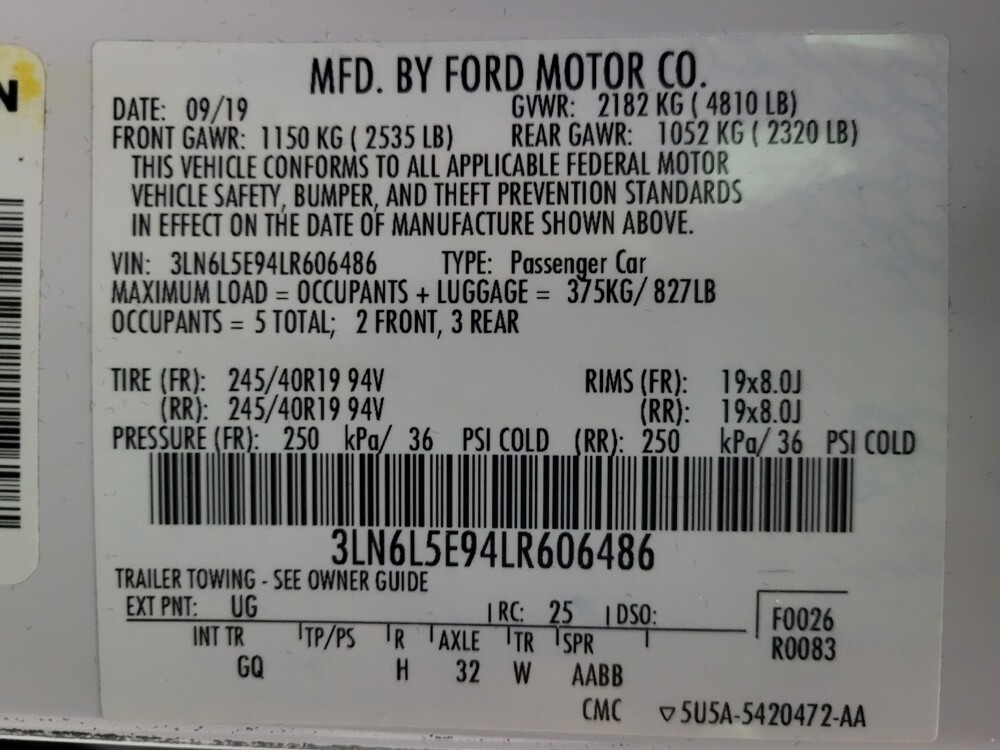 N
MFD. BY FORD MOTOR CO.
DATE: 09/19 GVWR: 2182 KG ( 4810 LB)
FRONT GAWR: 1150 KG ( 2535 LB) REAR GAWR: 1052 KG ( 2320 LB)
THIS VEHICLE CONFORMS TO ALL APPLICABLE FEDERAL MOTOR
VEHICLE SAFETY, BUMPER, AND THEFT PREVENTION STANDARDS
IN EFFECT ON THE DATE OF MANUFACTURE SHOWN ABOVE.
VIN: 3LN6L5E94LR606486 TYPE: Passenger Car
MAXIMUM LOAD = OCCUPANTS + LUGGAGE = 375KG/ 827LB
OCCUPANTS = 5 TOTAL; 2 FRONT, 3 REAR
TIRE (FR): 245/40R19 94V RIMS (FR): 19x8.0J
(RR): 245/40R19 94V (RR): 19x8.0J
PRESSURE (FR): 250 kPa/ 36 PSI COLD (RR): 250 kPa/ 36 PSI COLD
3LN6L5E94LR606486
TRAILER TOWING - SEE OWNER GUIDE
EXT PNT: UG RC: 25 DSO: F0026
INT TR TP/PS R AXLE TR SPR R0083
GQ H 32 W AABB
CMC ▽5U5A-5420472-AA